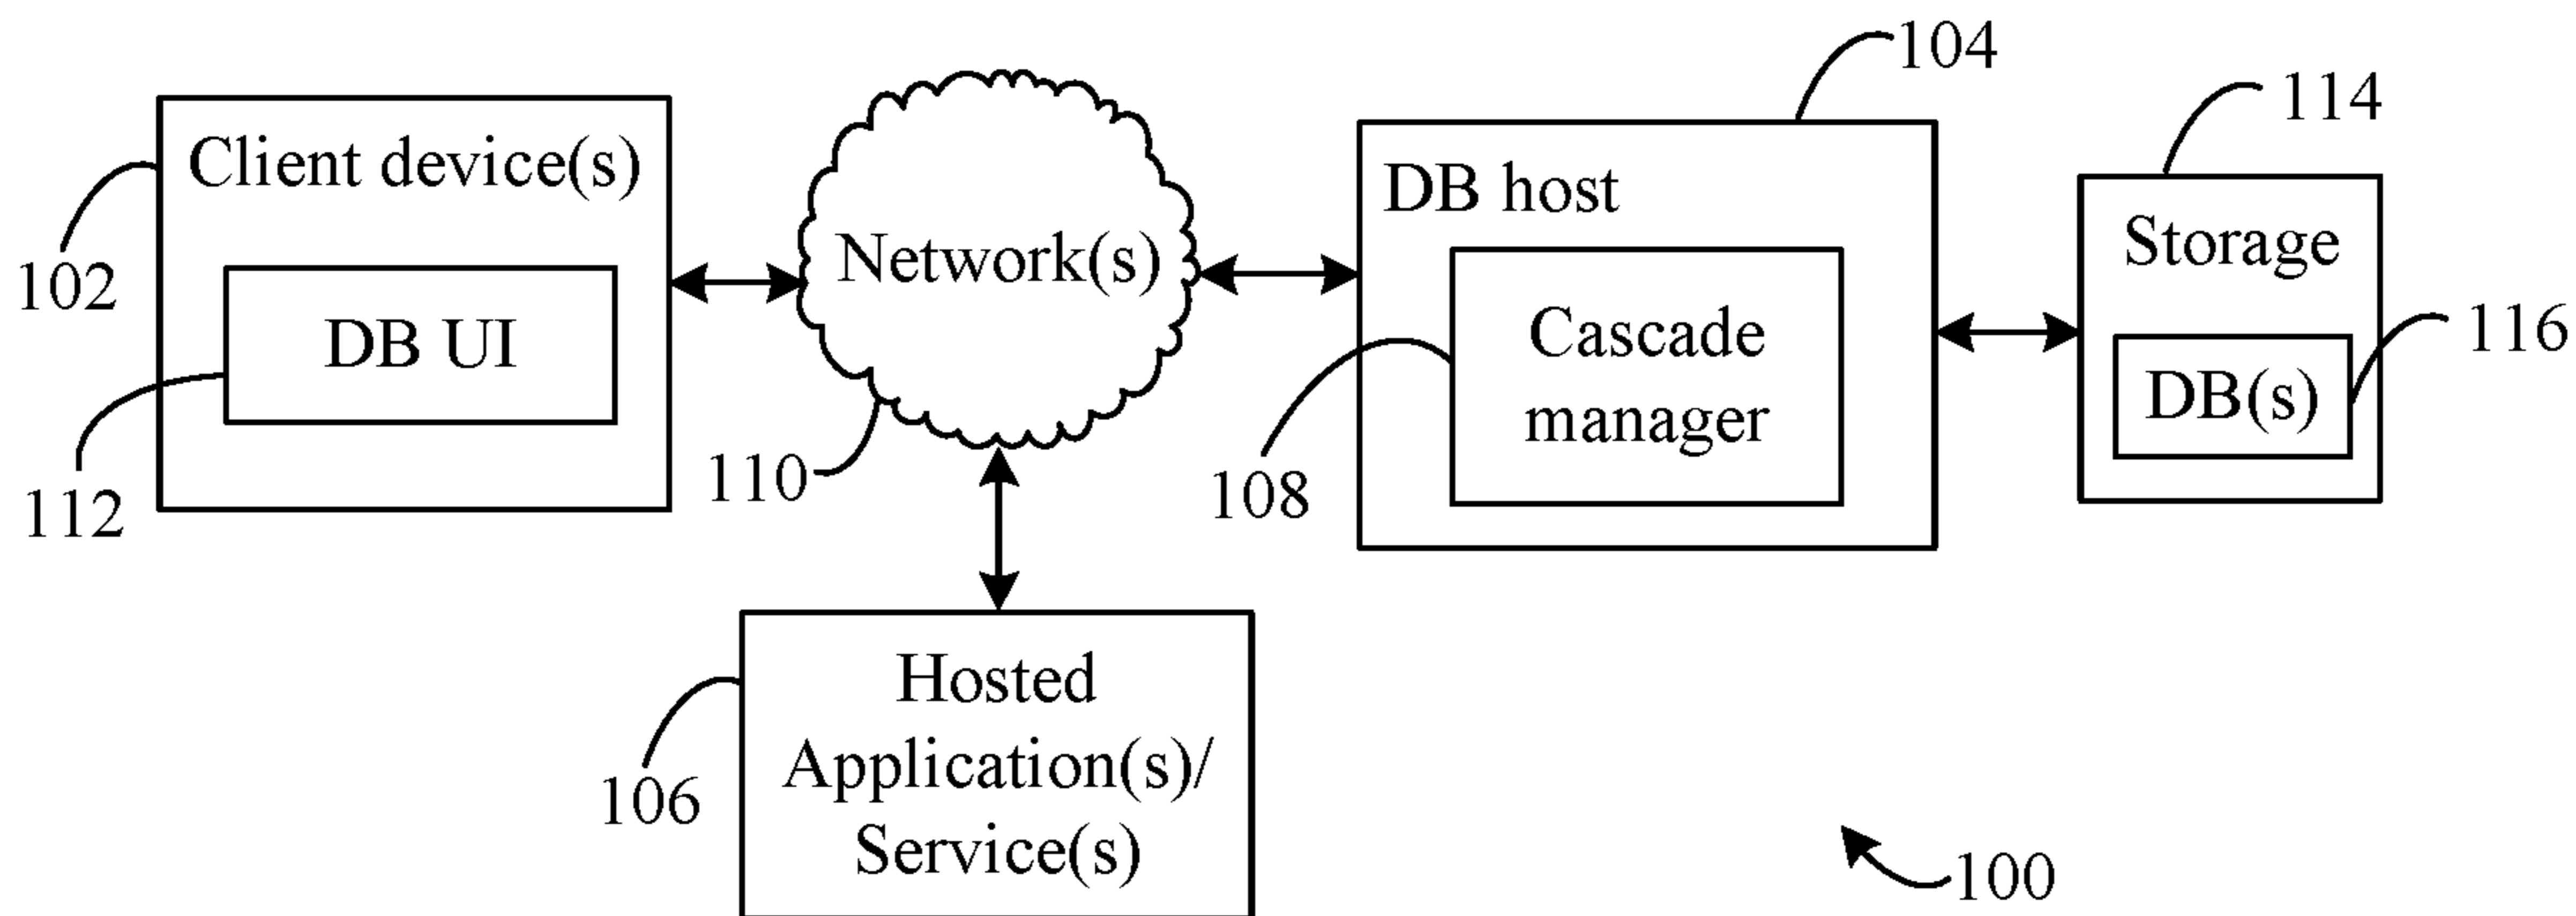 104
114
Client device(s)
DB host
Storage
Network(s)
102
Cascade
manager
116
DB UI
DB(s)
112
110
108
Hosted
Application(s)/
Service(s)
106
100